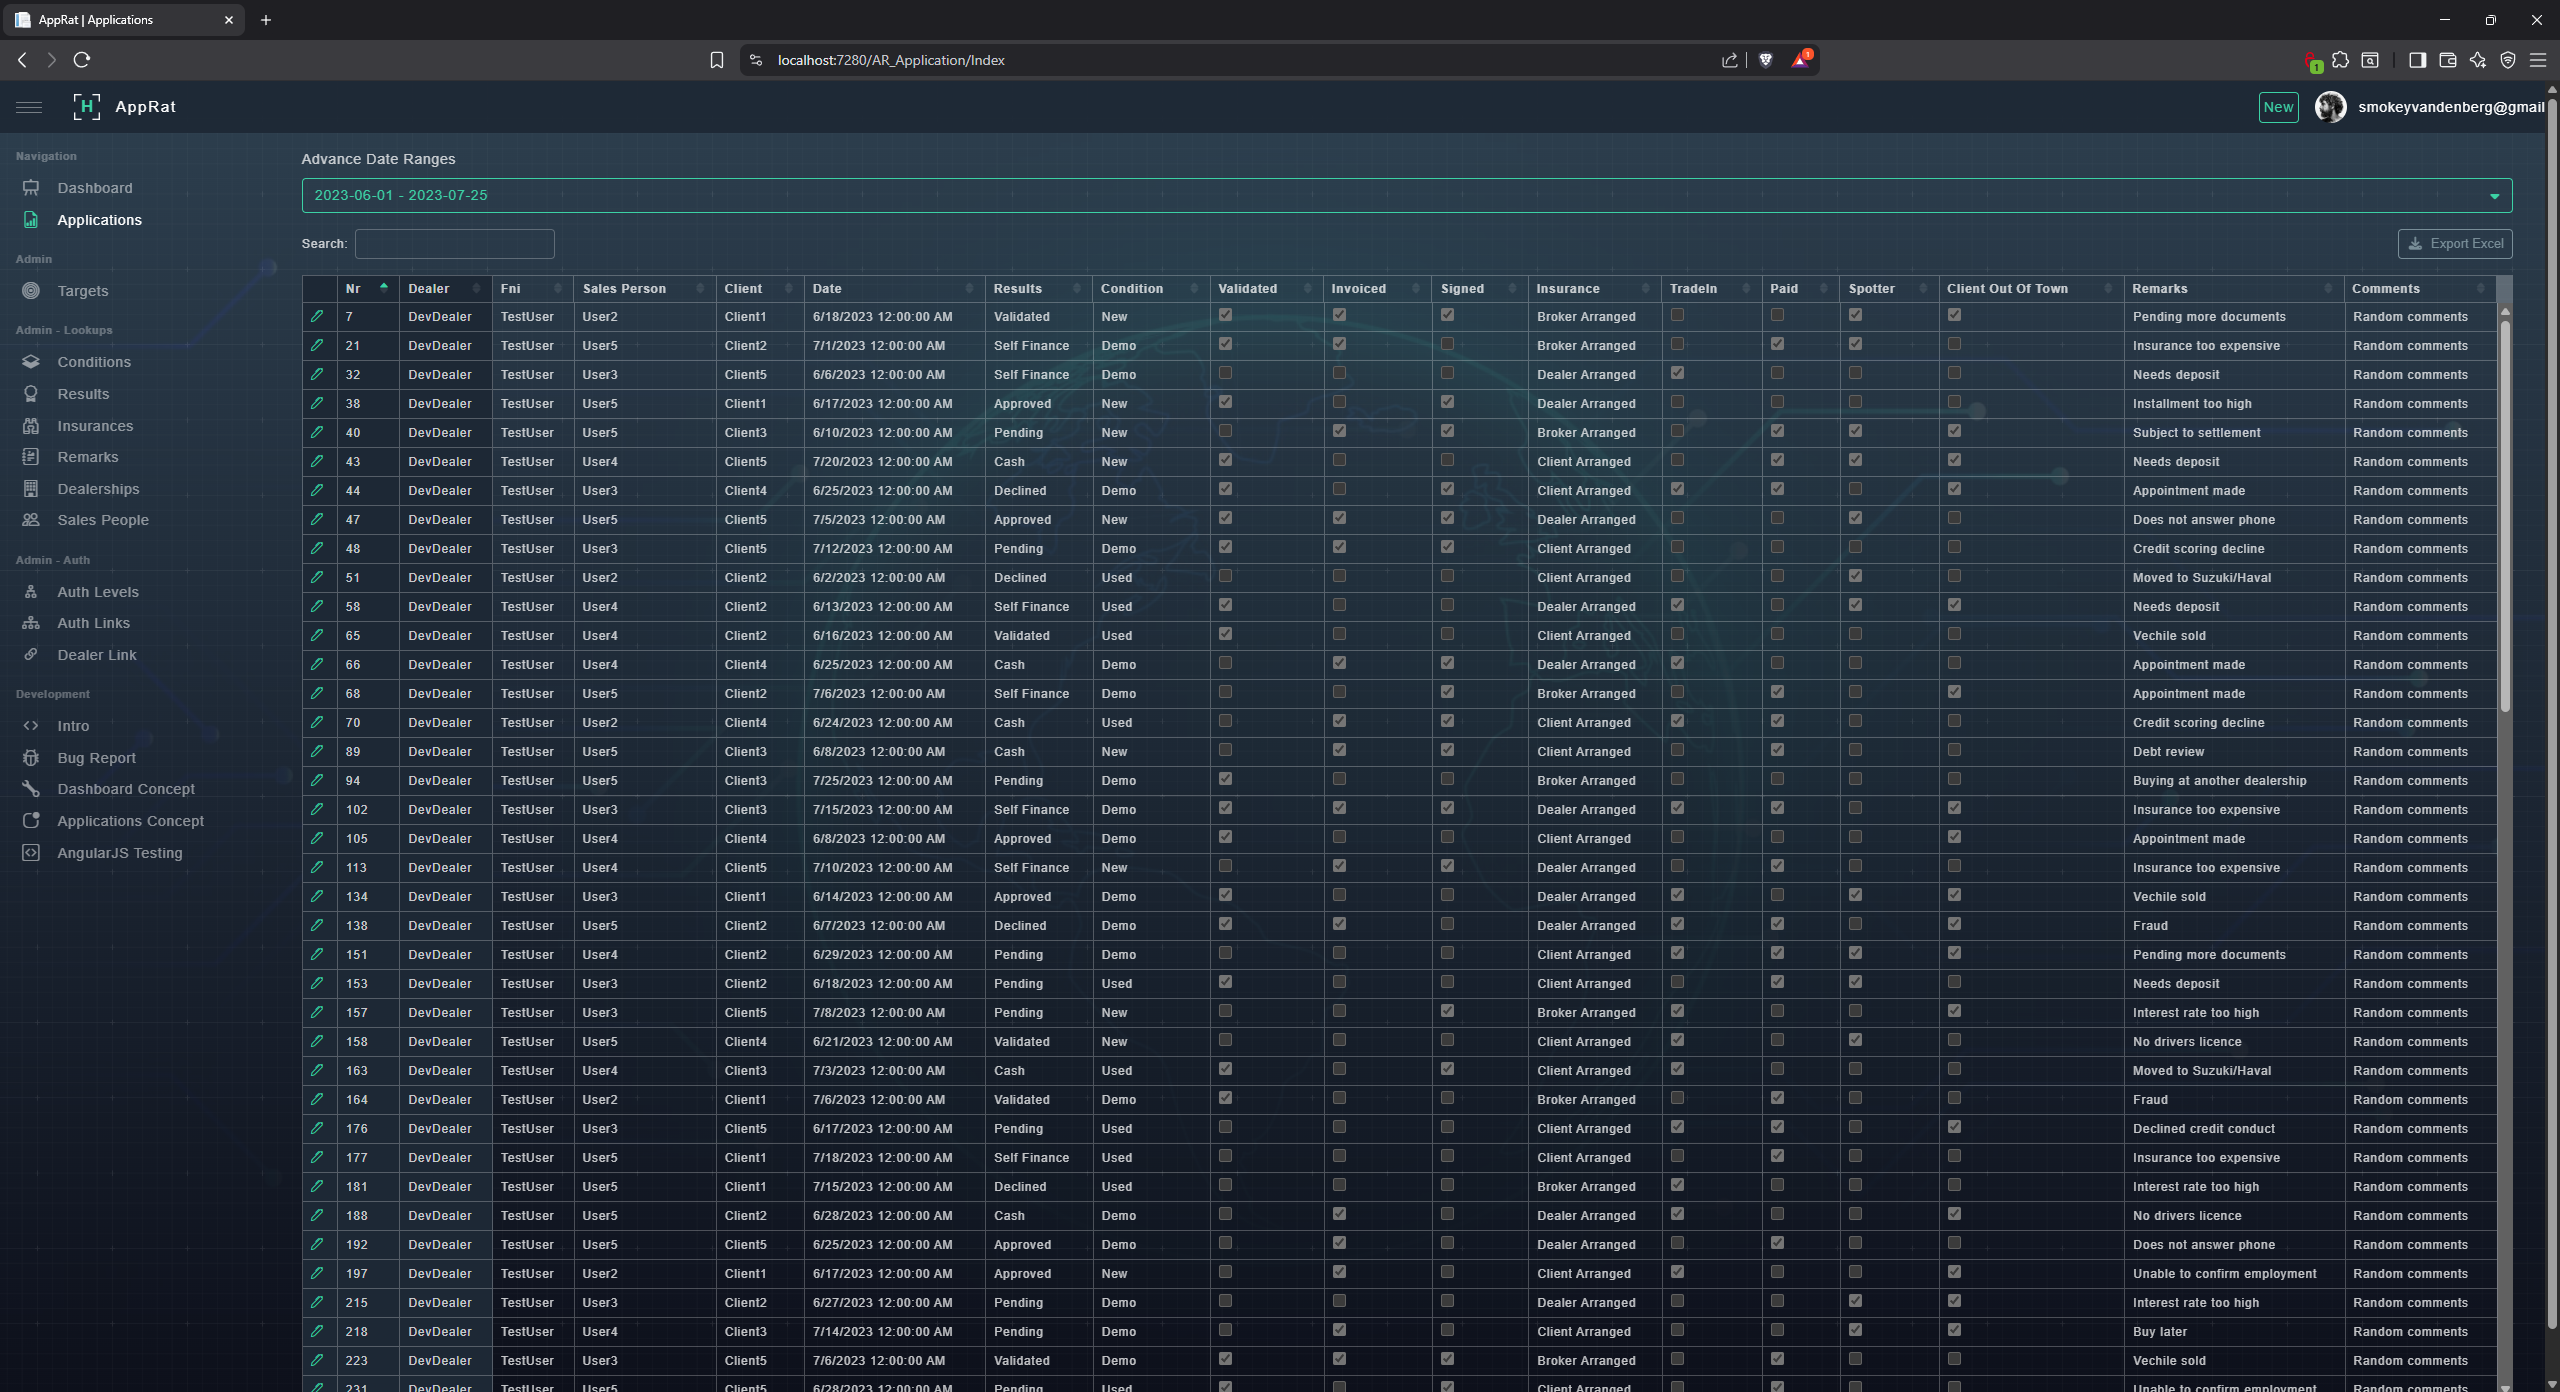 AppRat | Applications
localhost:7280/AR_Application/Index
1
1
H AppRat
New smokeyvandenberg@gmail
Navigation
Dashboard
Applications
Admin
Targets
Admin - Lookups
Conditions
Results
Insurances
Remarks
Dealerships
Sales People
Admin - Auth
Auth Levels
Auth Links
Dealer Link
Development
Intro
Bug Report
Dashboard Concept
Applications Concept
AngularJS Testing
Advance Date Ranges
2023-06-01 - 2023-07-25
Search:
Export Excel
Nr Dealer Fni Sales Person Client Date Results Condition Validated Invoiced Signed Insurance TradeIn Paid Spotter Client Out Of Town Remarks Comments
7 DevDealer TestUser User2 Client1 6/18/2023 12:00:00 AM Validated New Broker Arranged Pending more documents Random comments
21 DevDealer TestUser User5 Client2 7/1/2023 12:00:00 AM Self Finance Demo Broker Arranged Insurance too expensive Random comments
32 DevDealer TestUser User3 Client5 6/6/2023 12:00:00 AM Self Finance Demo Dealer Arranged Needs deposit Random comments
38 DevDealer TestUser User5 Client1 6/17/2023 12:00:00 AM Approved New Dealer Arranged Installment too high Random comments
40 DevDealer TestUser User5 Client3 6/10/2023 12:00:00 AM Pending New Broker Arranged Subject to settlement Random comments
43 DevDealer TestUser User4 Client5 7/20/2023 12:00:00 AM Cash New Client Arranged Needs deposit Random comments
44 DevDealer TestUser User3 Client4 6/25/2023 12:00:00 AM Declined Demo Client Arranged Appointment made Random comments
47 DevDealer TestUser User5 Client5 7/5/2023 12:00:00 AM Approved New Dealer Arranged Does not answer phone Random comments
48 DevDealer TestUser User3 Client5 7/12/2023 12:00:00 AM Pending Demo Client Arranged Credit scoring decline Random comments
51 DevDealer TestUser User2 Client2 6/2/2023 12:00:00 AM Declined Used Client Arranged Moved to Suzuki/Haval Random comments
58 DevDealer TestUser User4 Client2 6/13/2023 12:00:00 AM Self Finance Used Dealer Arranged Needs deposit Random comments
65 DevDealer TestUser User4 Client2 6/16/2023 12:00:00 AM Validated Used Client Arranged Vechile sold Random comments
66 DevDealer TestUser User4 Client4 6/25/2023 12:00:00 AM Cash Demo Dealer Arranged Appointment made Random comments
68 DevDealer TestUser User5 Client2 7/6/2023 12:00:00 AM Self Finance Demo Broker Arranged Appointment made Random comments
70 DevDealer TestUser User2 Client4 6/24/2023 12:00:00 AM Cash Used Client Arranged Credit scoring decline Random comments
89 DevDealer TestUser User5 Client3 6/8/2023 12:00:00 AM Cash New Client Arranged Debt review Random comments
94 DevDealer TestUser User5 Client3 7/25/2023 12:00:00 AM Pending Demo Broker Arranged Buying at another dealership Random comments
102 DevDealer TestUser User3 Client3 7/15/2023 12:00:00 AM Self Finance Demo Dealer Arranged Insurance too expensive Random comments
105 DevDealer TestUser User4 Client4 6/8/2023 12:00:00 AM Approved Demo Client Arranged Appointment made Random comments
113 DevDealer TestUser User4 Client5 7/10/2023 12:00:00 AM Self Finance New Dealer Arranged Insurance too expensive Random comments
134 DevDealer TestUser User3 Client1 6/14/2023 12:00:00 AM Approved Demo Dealer Arranged Vechile sold Random comments
138 DevDealer TestUser User5 Client2 6/7/2023 12:00:00 AM Declined Demo Dealer Arranged Fraud Random comments
151 DevDealer TestUser User4 Client2 6/29/2023 12:00:00 AM Pending Demo Client Arranged Pending more documents Random comments
153 DevDealer TestUser User3 Client2 6/18/2023 12:00:00 AM Pending Used Client Arranged Needs deposit Random comments
157 DevDealer TestUser User3 Client5 7/8/2023 12:00:00 AM Pending New Broker Arranged Interest rate too high Random comments
158 DevDealer TestUser User5 Client4 6/21/2023 12:00:00 AM Validated New Client Arranged No drivers licence Random comments
163 DevDealer TestUser User4 Client3 7/3/2023 12:00:00 AM Cash Used Client Arranged Moved to Suzuki/Haval Random comments
164 DevDealer TestUser User2 Client1 7/6/2023 12:00:00 AM Validated Demo Broker Arranged Fraud Random comments
176 DevDealer TestUser User3 Client5 6/17/2023 12:00:00 AM Pending Used Client Arranged Declined credit conduct Random comments
177 DevDealer TestUser User5 Client1 7/18/2023 12:00:00 AM Self Finance Used Client Arranged Insurance too expensive Random comments
181 DevDealer TestUser User5 Client1 7/15/2023 12:00:00 AM Declined Used Broker Arranged Interest rate too high Random comments
188 DevDealer TestUser User5 Client2 6/28/2023 12:00:00 AM Cash Demo Dealer Arranged No drivers licence Random comments
192 DevDealer TestUser User5 Client5 6/25/2023 12:00:00 AM Approved Demo Dealer Arranged Does not answer phone Random comments
197 DevDealer TestUser User2 Client1 6/17/2023 12:00:00 AM Approved New Client Arranged Unable to confirm employment Random comments
215 DevDealer TestUser User3 Client2 6/27/2023 12:00:00 AM Pending Demo Dealer Arranged Interest rate too high Random comments
218 DevDealer TestUser User4 Client3 7/14/2023 12:00:00 AM Pending Demo Client Arranged Buy later Random comments
223 DevDealer TestUser User3 Client5 7/6/2023 12:00:00 AM Validated Demo Broker Arranged Vechile sold Random comments
231 DevDealer TestUser User5 Client5 6/28/2023 12:00:00 AM Pending Used Client Arranged Unable to confirm employment Random comments